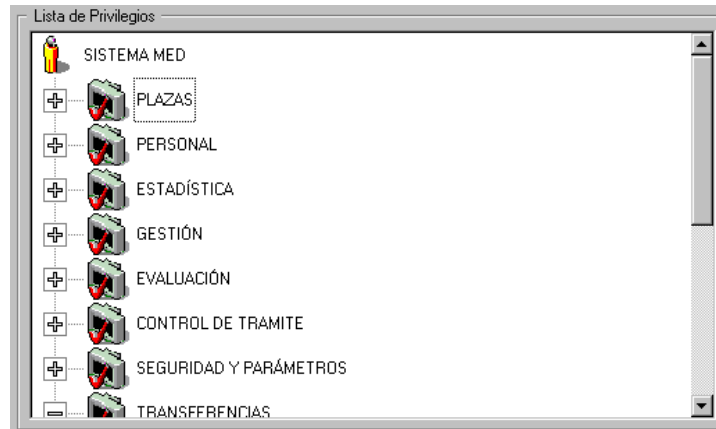 Lista de Privilegios
SISTEMA MED
PLAZAS
PERSONAL
ESTADÍSTICA
GESTIÓN
EVALUACIÓN
CONTROL DE TRAMITE
SEGURIDAD Y PARÁMETROS
TRANSFERENCIAS